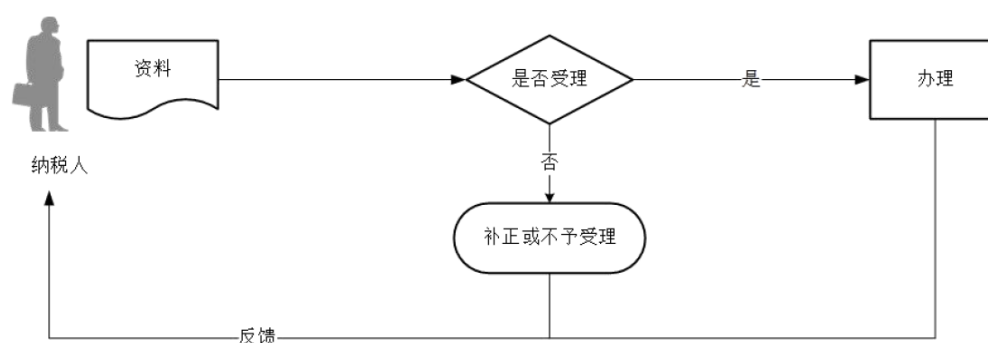 资料
是否受理
是
办理
纳税人
否
补正或不予受理
反馈